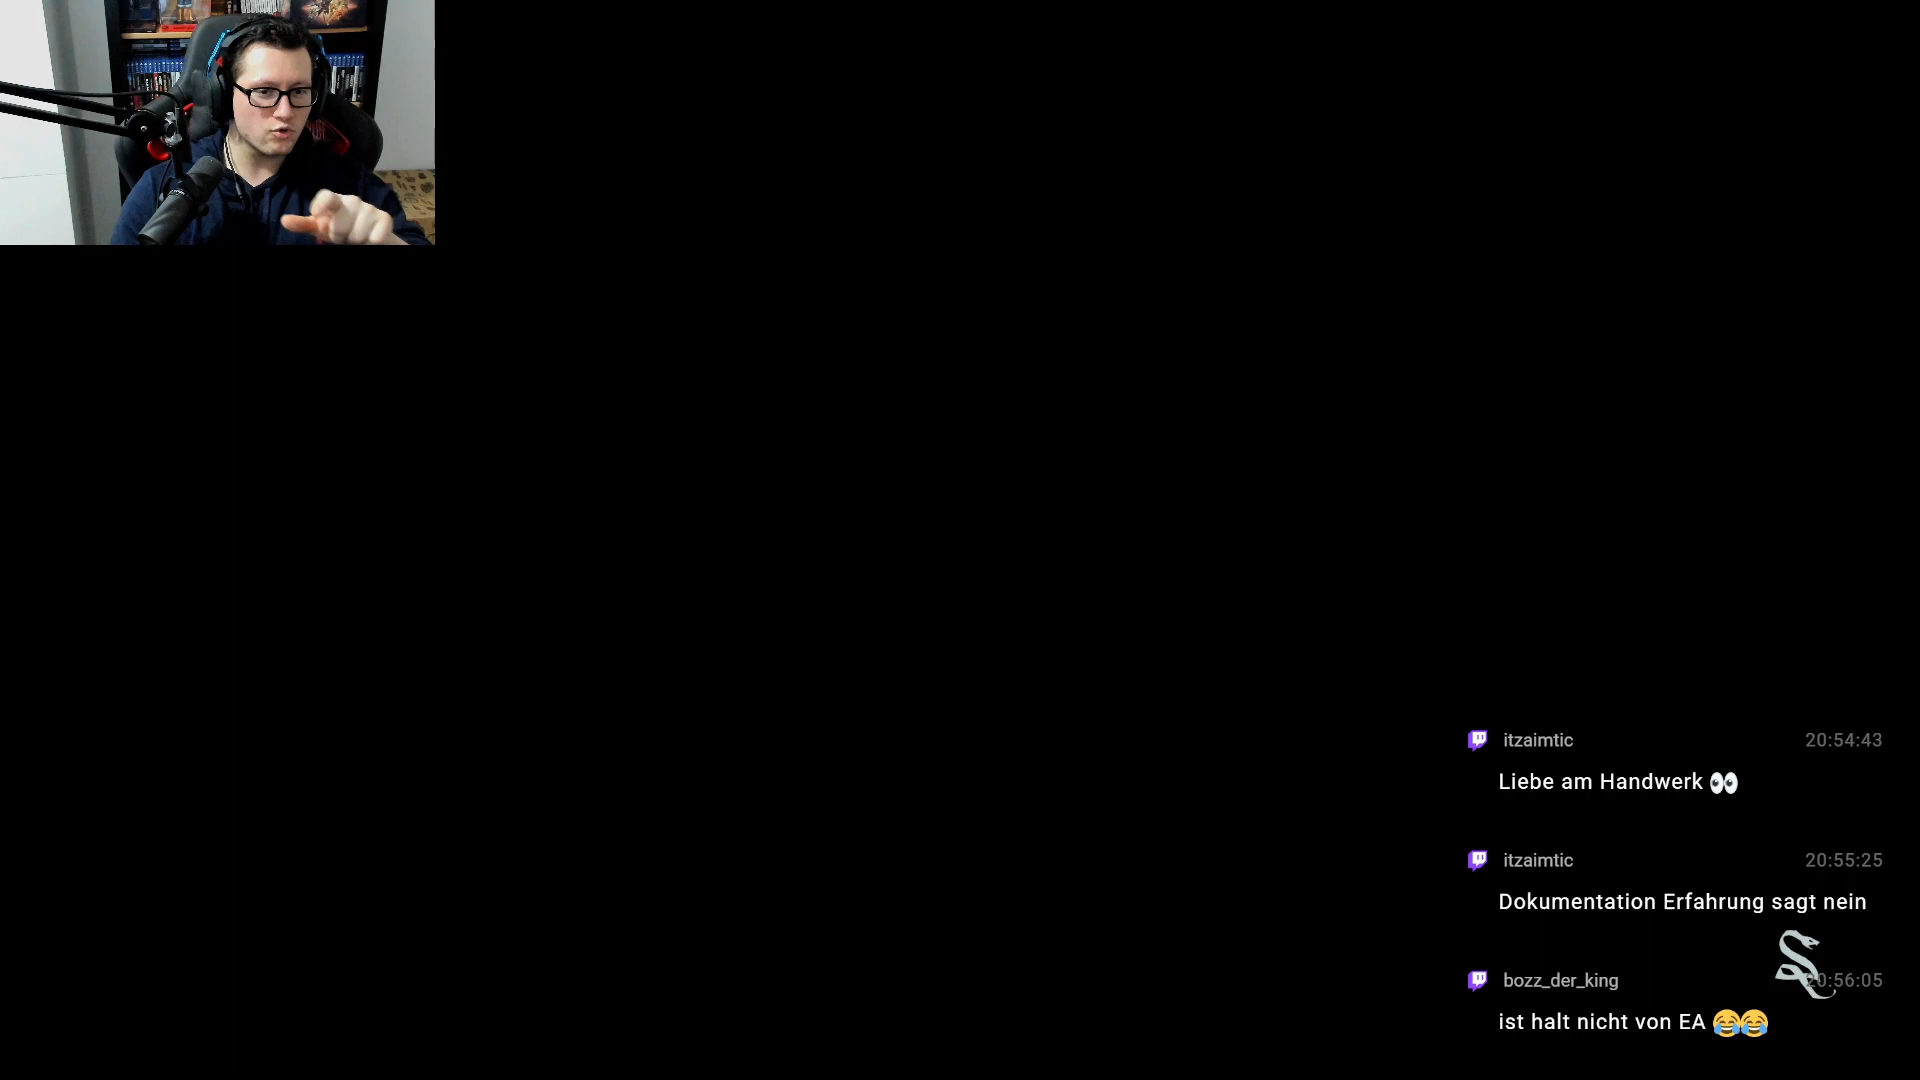 itzaimtic 20:54:43
Liebe am Handwerk 👀
itzaimtic 20:55:25
Dokumentation Erfahrung sagt nein
bozz_der_king 20:56:05
ist halt nicht von EA 😂😂